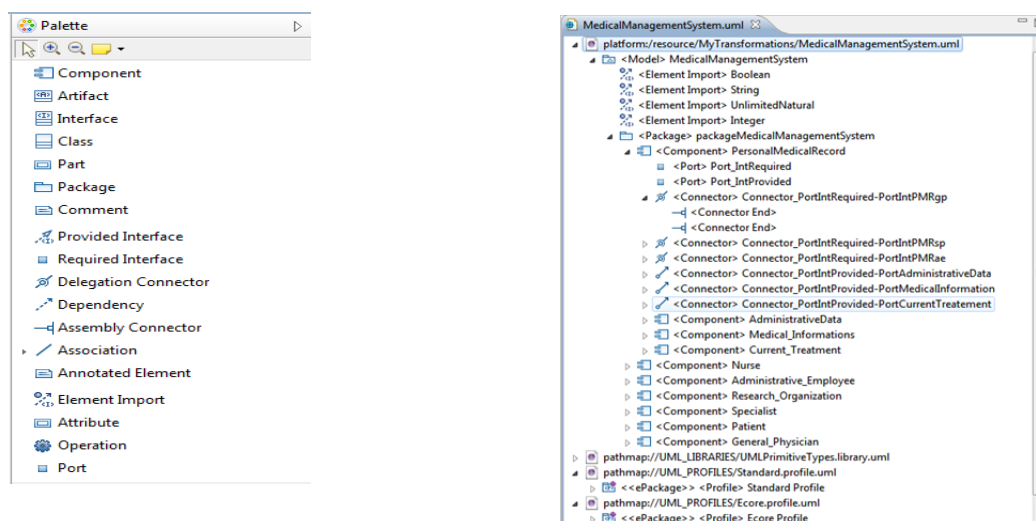 Palette
Component
Artifact
Interface
Class
Part
Package
Comment
Provided Interface
Required Interface
Delegation Connector
Dependency
Assembly Connector
Association
Annotated Element
Element Import
Attribute
Operation
Port
MedicalManagementSystem.uml
platform:/resource/MyTransformations/MedicalManagementSystem.uml
<Model> MedicalManagementSystem
<Element Import> Boolean
<Element Import> String
<Element Import> UnlimitedNatural
<Element Import> Integer
<Package> packageMedicalManagementSystem
<Component> PersonalMedicalRecord
<Port> Port_IntRequired
<Port> Port_IntProvided
<Connector> Connector_PortIntRequired-PortIntPMRgp
<Connector End>
<Connector End>
<Connector> Connector_PortIntRequired-PortIntPMRsp
<Connector> Connector_PortIntRequired-PortIntPMRae
<Connector> Connector_PortIntProvided-PortAdministrativeData
<Connector> Connector_PortIntProvided-PortMedicalInformation
<Connector> Connector_PortIntProvided-PortCurrentTreatement
<Component> AdministrativeData
<Component> Medical_Informations
<Component> Current_Treatment
<Component> Nurse
<Component> Administrative_Employee
<Component> Research_Organization
<Component> Specialist
<Component> Patient
<Component> General_Physician
pathmap://UML_LIBRARIES/UMLPrimitiveTypes.library.uml
pathmap://UML_PROFILES/Standard.profile.uml
<<ePackage>> <Profile> Standard Profile
pathmap://UML_PROFILES/Ecore.profile.uml
<<ePackage>> <Profile> Ecore Profile